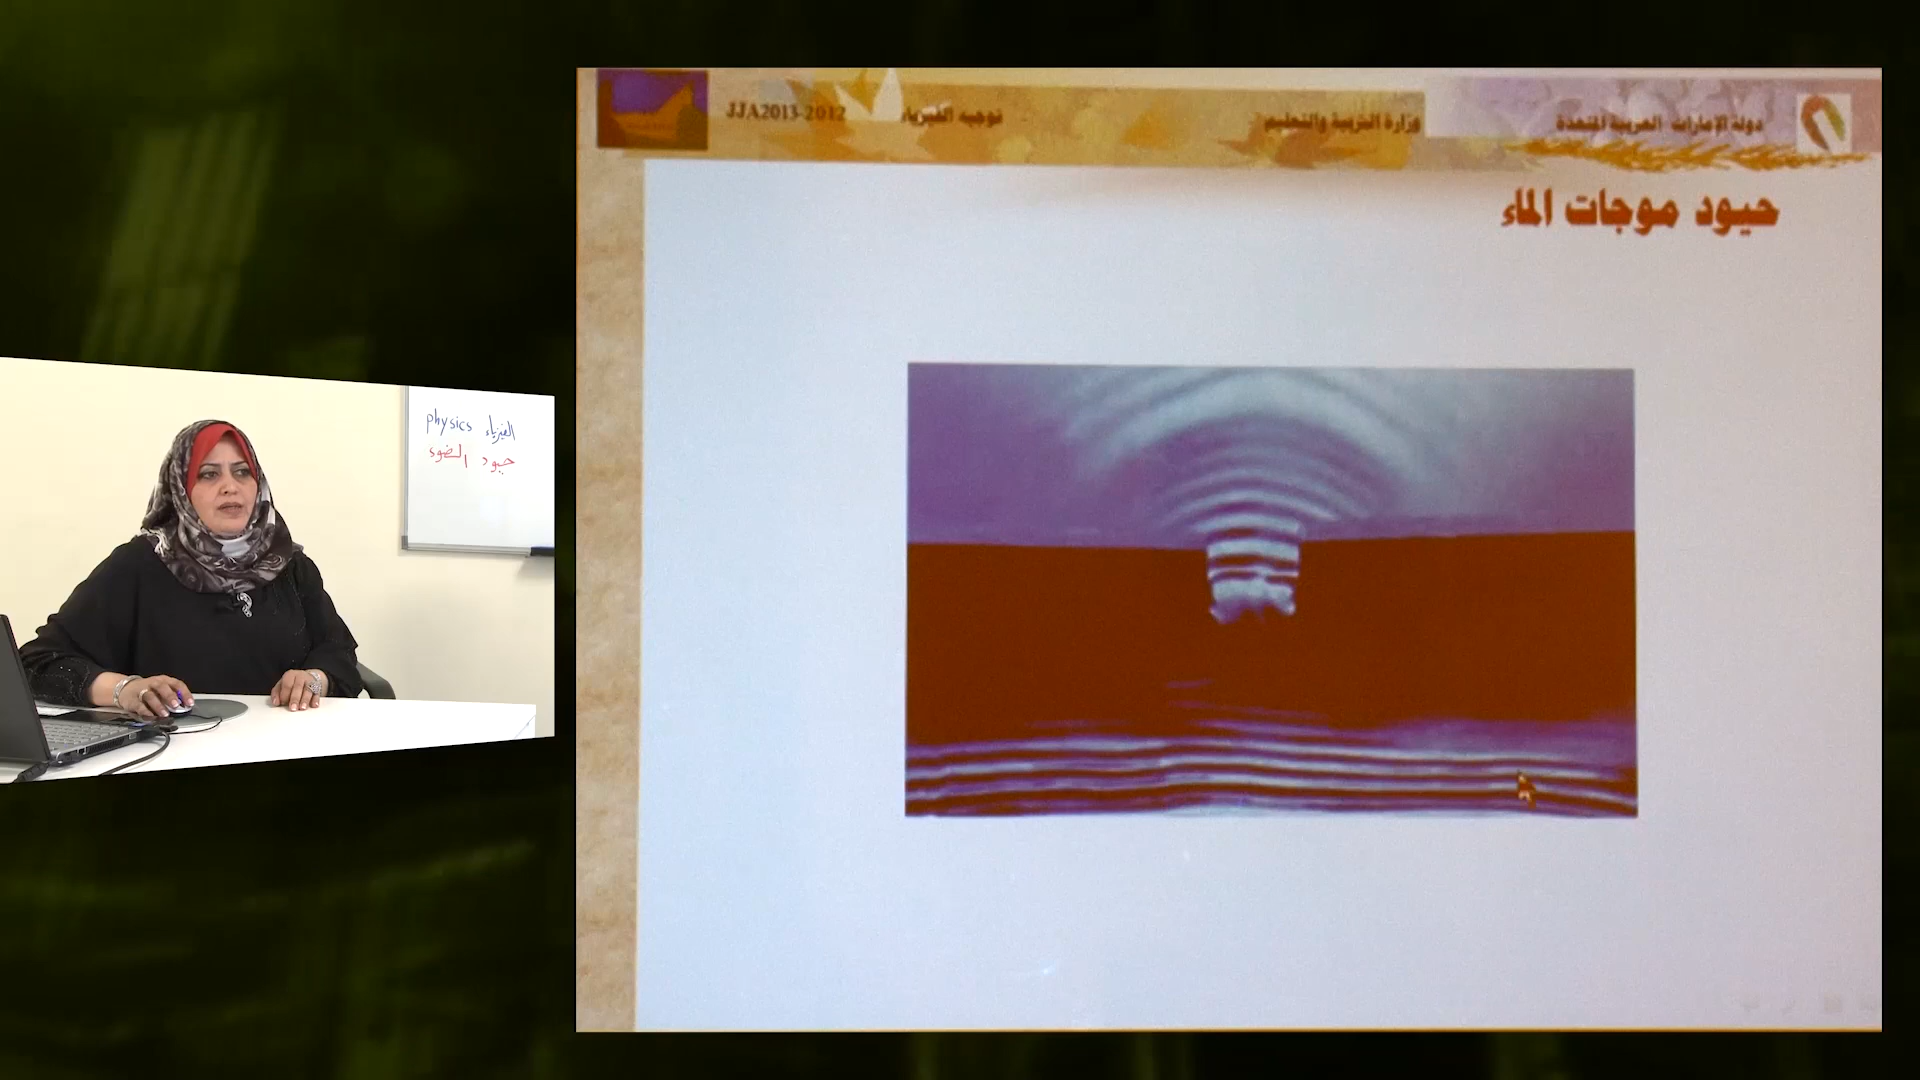 دولة الإمارات العربية المتحدة
وزارة التربية والتعليم
توجيه الفيزياء
JJA2013-2012
حيود موجات الماء
الفيزياء physics
حيود الضوء